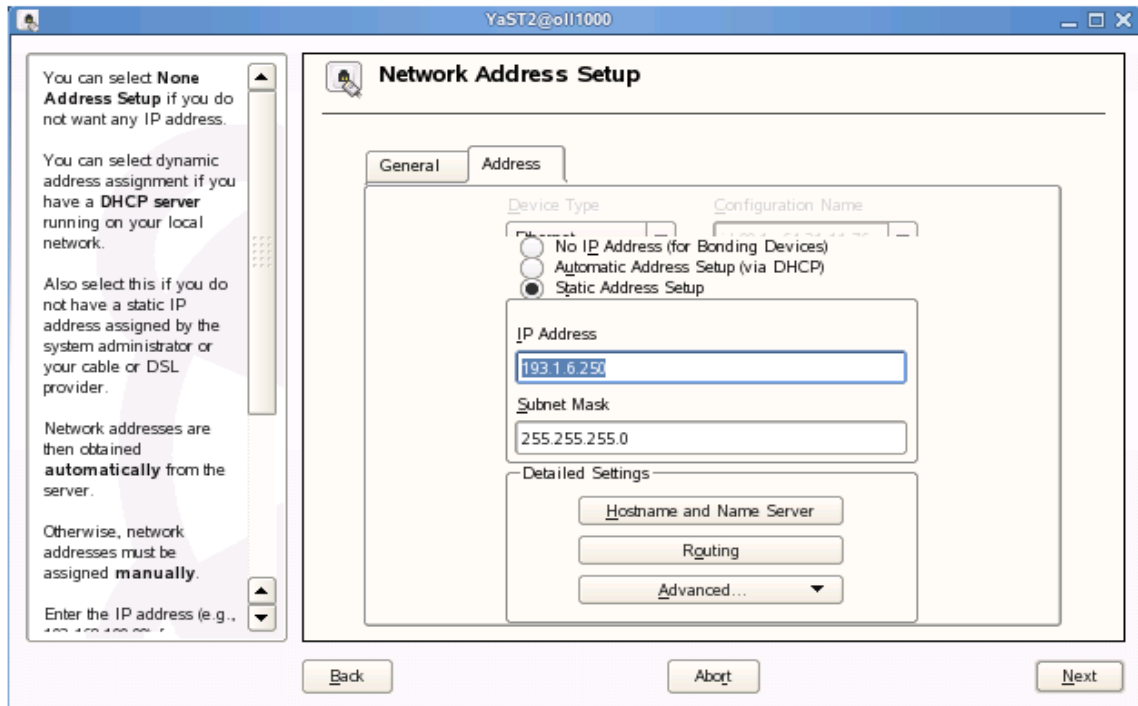 YaST2@oll1000
You can select None
Address Setup if you do
not want any IP address.
You can select dynamic
address assignment if you
have a DHCP server
running on your local
network.
Also select this if you do
not have a static IP
address assigned by the
system administrator or
your cable or DSL
provider.
Network addresses are
then obtained
automatically from the
server.
Otherwise, network
addresses must be
assigned manually.
Enter the IP address (e.g.,
Network Address Setup
General
Address
Device Type
Configuration Name
Ethernet
No IP Address (for Bonding Devices)
Automatic Address Setup (via DHCP)
Static Address Setup
IP Address
193.1.6.250
Subnet Mask
255.255.255.0
Detailed Settings
Hostname and Name Server
Routing
Advanced...
Back
Abort
Next